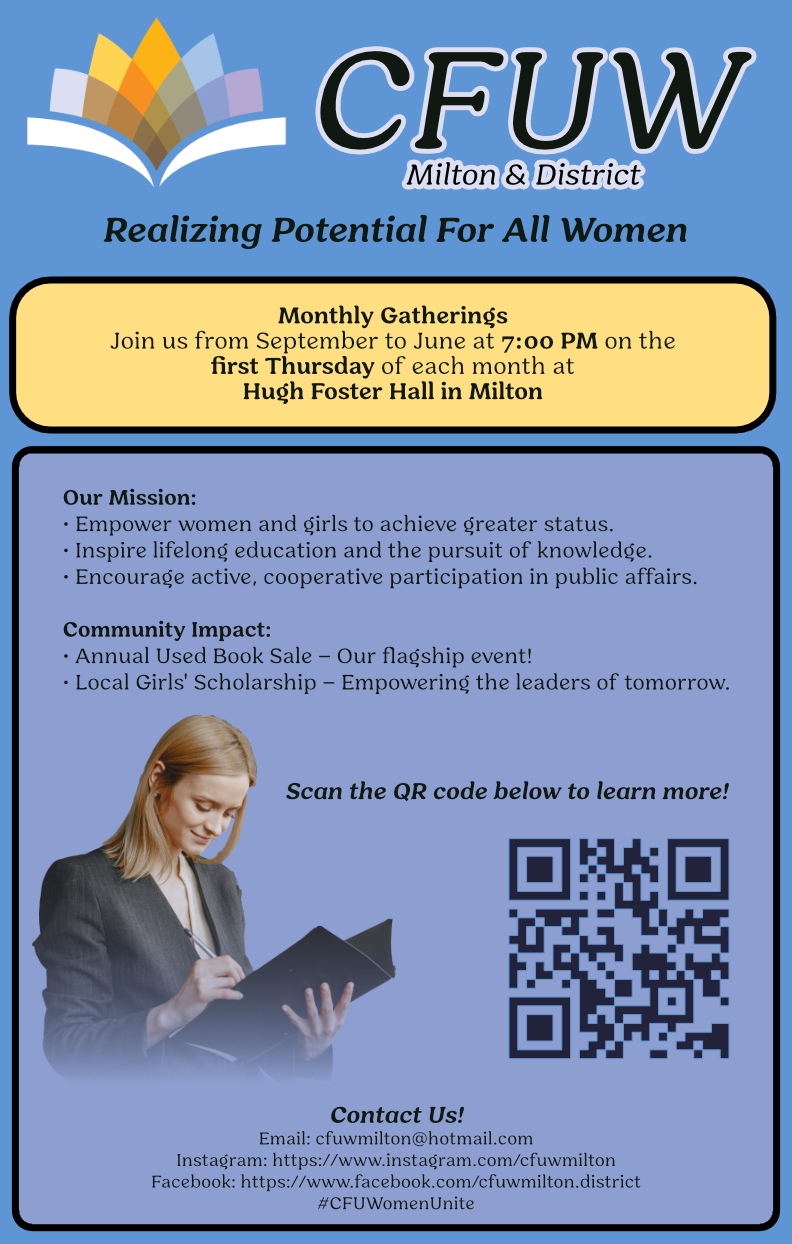 CFUW
Milton & District
Realizing Potential For All Women
Monthly Gatherings
Join us from September to June at 7:00 PM on the
first Thursday of each month at
Hugh Foster Hall in Milton
Our Mission:
• Empower women and girls to achieve greater status.
• Inspire lifelong education and the pursuit of knowledge.
• Encourage active, cooperative participation in public affairs.
Community Impact:
• Annual Used Book Sale – Our flagship event!
• Local Girls' Scholarship – Empowering the leaders of tomorrow.
Scan the QR code below to learn more!
Contact Us!
Email: cfuwmilton@hotmail.com
Instagram: https://www.instagram.com/cfuwmilton
Facebook: https://www.facebook.com/cfuwmilton.district
#CFUWomenUnite